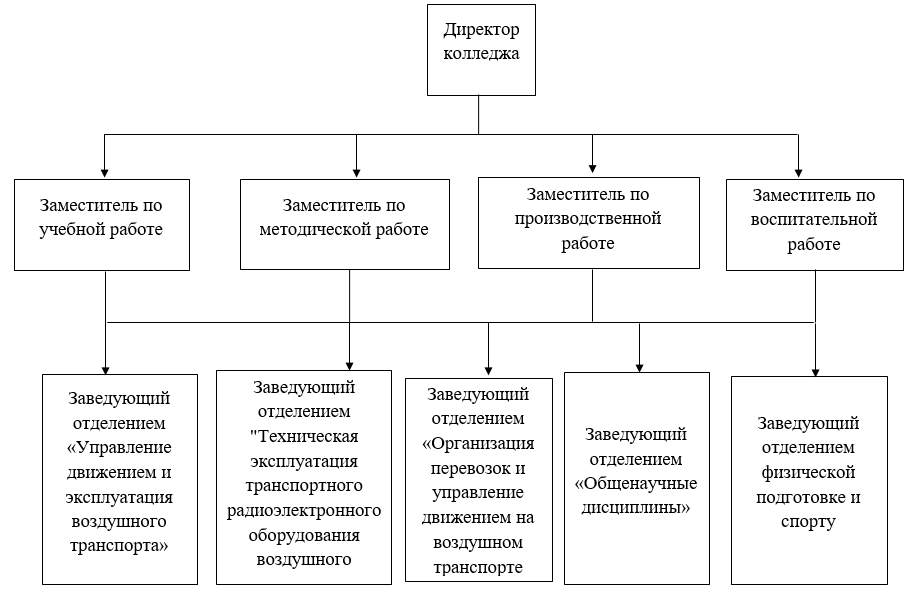 Директор
колледжа
Заместитель по
учебной работе
Заместитель по
методической работе
Заместитель по
производственной
работе
Заместитель по
воспитательной
работе
Заведующий
отделением
«Управление
движением и
эксплуатация
воздушного
транспорта»
Заведующий
отделением
"Техническая
эксплуатация
транспортного
радиоэлектронного
оборудования
воздушного
Заведующий
отделением
«Организация
перевозок и
управление
движением на
воздушном
транспорте
Заведующий
отделением
«Общенаучные
дисциплины»
Заведующий
отделением
физической
подготовке и
спорту